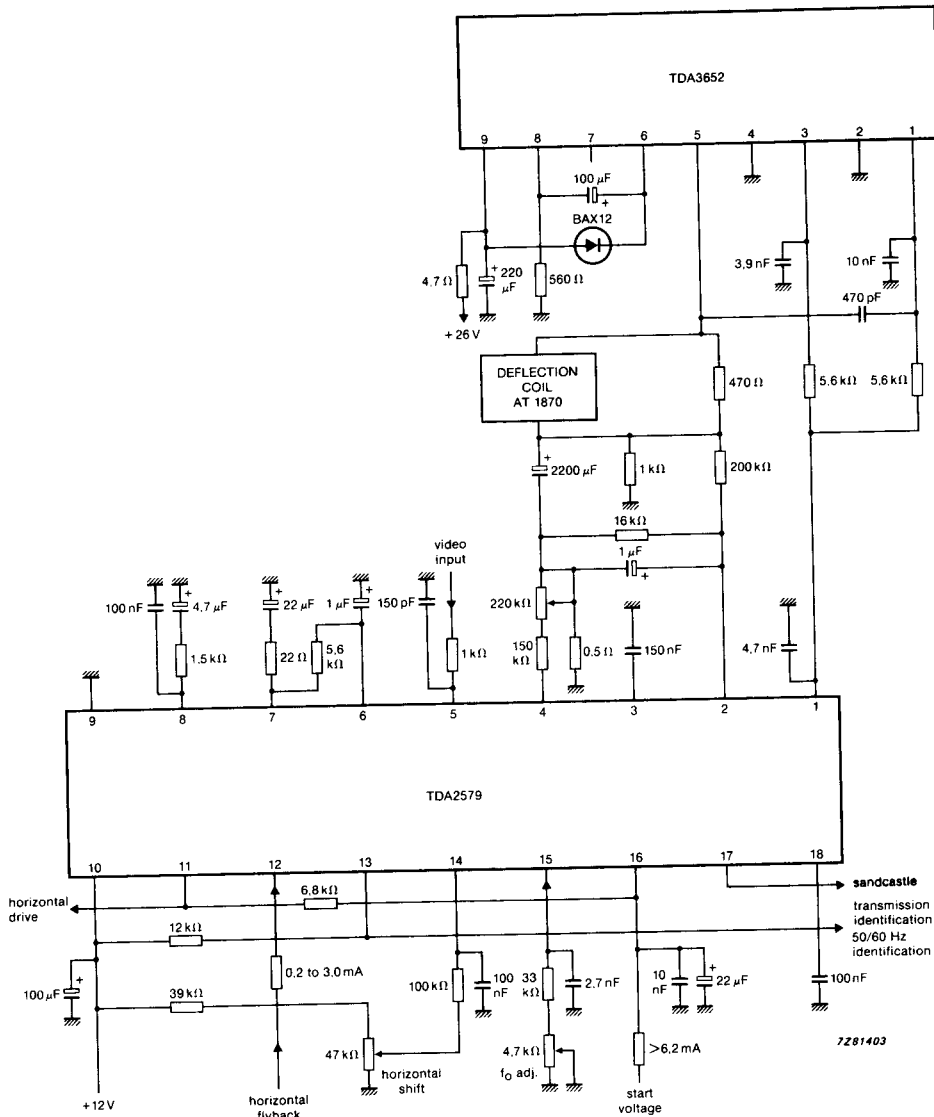 TDA3652
9 8 7 6 5 4 3 2 1
100 μF
+
BAX12
4.7 Ω
+
220
μF
560Ω
3,9 nF
10 nF
470 pF
+26 V
DEFLECTION
COIL
AT 1870
470 Ω
5,6 kΩ
5,6 kΩ
+
2200 μF
1 kΩ
200 kΩ
16 kΩ
video
input
1 μF
+
100 nF
+
4.7 μF
+
22 μF
1 μF
+
150 pF
220 kΩ
1,5 kΩ
22 Ω
5,6
kΩ
1 kΩ
150
kΩ
0.5 Ω
150 nF
4,7 nF
9 8 7 6 5 4 3 2 1
TDA2579
10 11 12 13 14 15 16 17 18
horizontal
drive
6,8 kΩ
sandcastle
transmission
identification
50/60 Hz
identification
12 kΩ
100 μF
+
0.2 to 3.0 mA
39 kΩ
100 kΩ
100
nF
33
kΩ
2.7 nF
10
nF
+
22 μF
100 nF
47 kΩ
horizontal
shift
4,7 kΩ
fO adj.
>6,2 mA
7Z81403
+12 V
horizontal
flyback
start
voltage